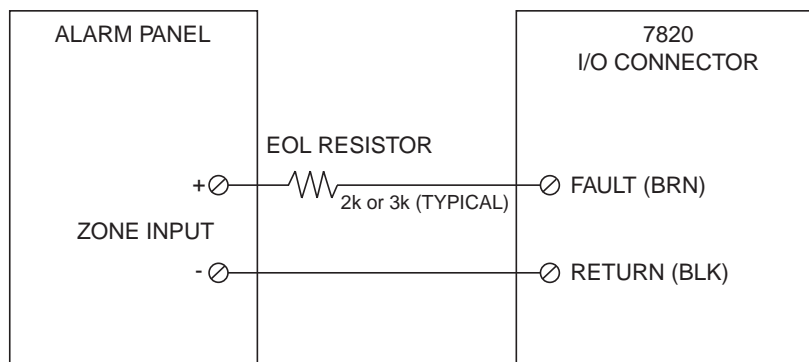 ALARM PANEL
7820
I/O CONNECTOR
EOL RESISTOR
+
2k or 3k (TYPICAL)
FAULT (BRN)
ZONE INPUT
-
RETURN (BLK)